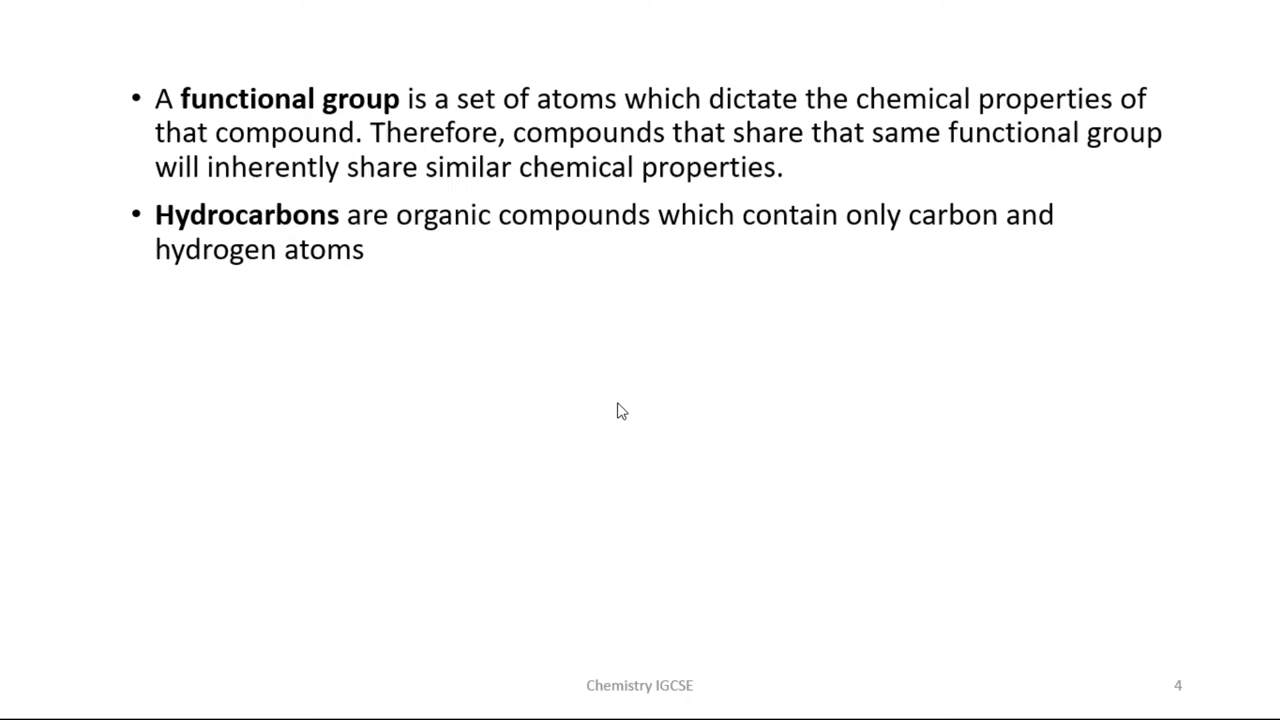 • A functional group is a set of atoms which dictate the chemical properties of
that compound. Therefore, compounds that share that same functional group
will inherently share similar chemical properties.
• Hydrocarbons are organic compounds which contain only carbon and
hydrogen atoms
Chemistry IGCSE
4